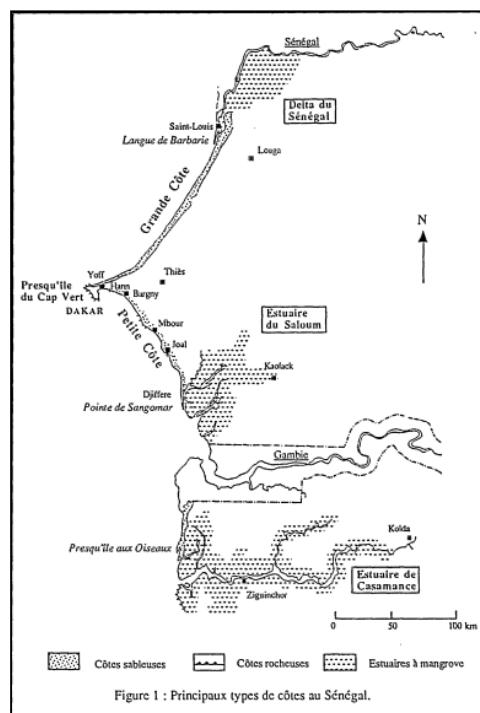 Sénégal
Delta du
Sénégal
Saint-Louis
Langue de Barbarie
Louga
Grande Côte
N
Yoff
Thiès
Presqu'île
du Cap Vert
Hann
Bargny
DAKAR
Petite Côte
Mbour
Joal
Estuaire
du Saloum
Kaolack
Djiffere
Pointe de Sangomar
Gambie
Presqu'île aux Oiseaux
Kolda
Estuaire de
Casamance
Ziguinchor
0 50 100 km
Côtes sableuses Côtes rocheuses Estuaires à mangrove
Figure 1 : Principaux types de côtes au Sénégal.